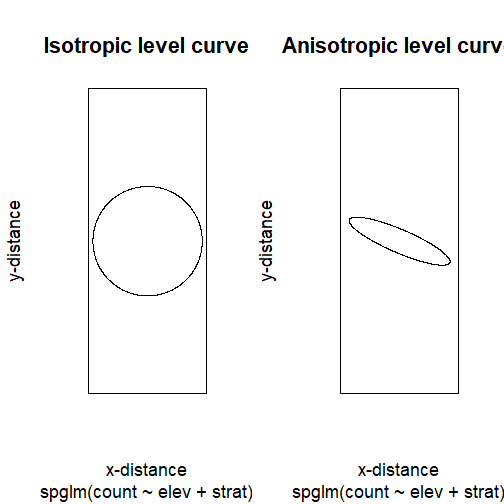 Isotropic level curve
Anisotropic level curv
y-distance
y-distance
x-distance
spglm(count ~ elev + strat)
x-distance
spglm(count ~ elev + strat)